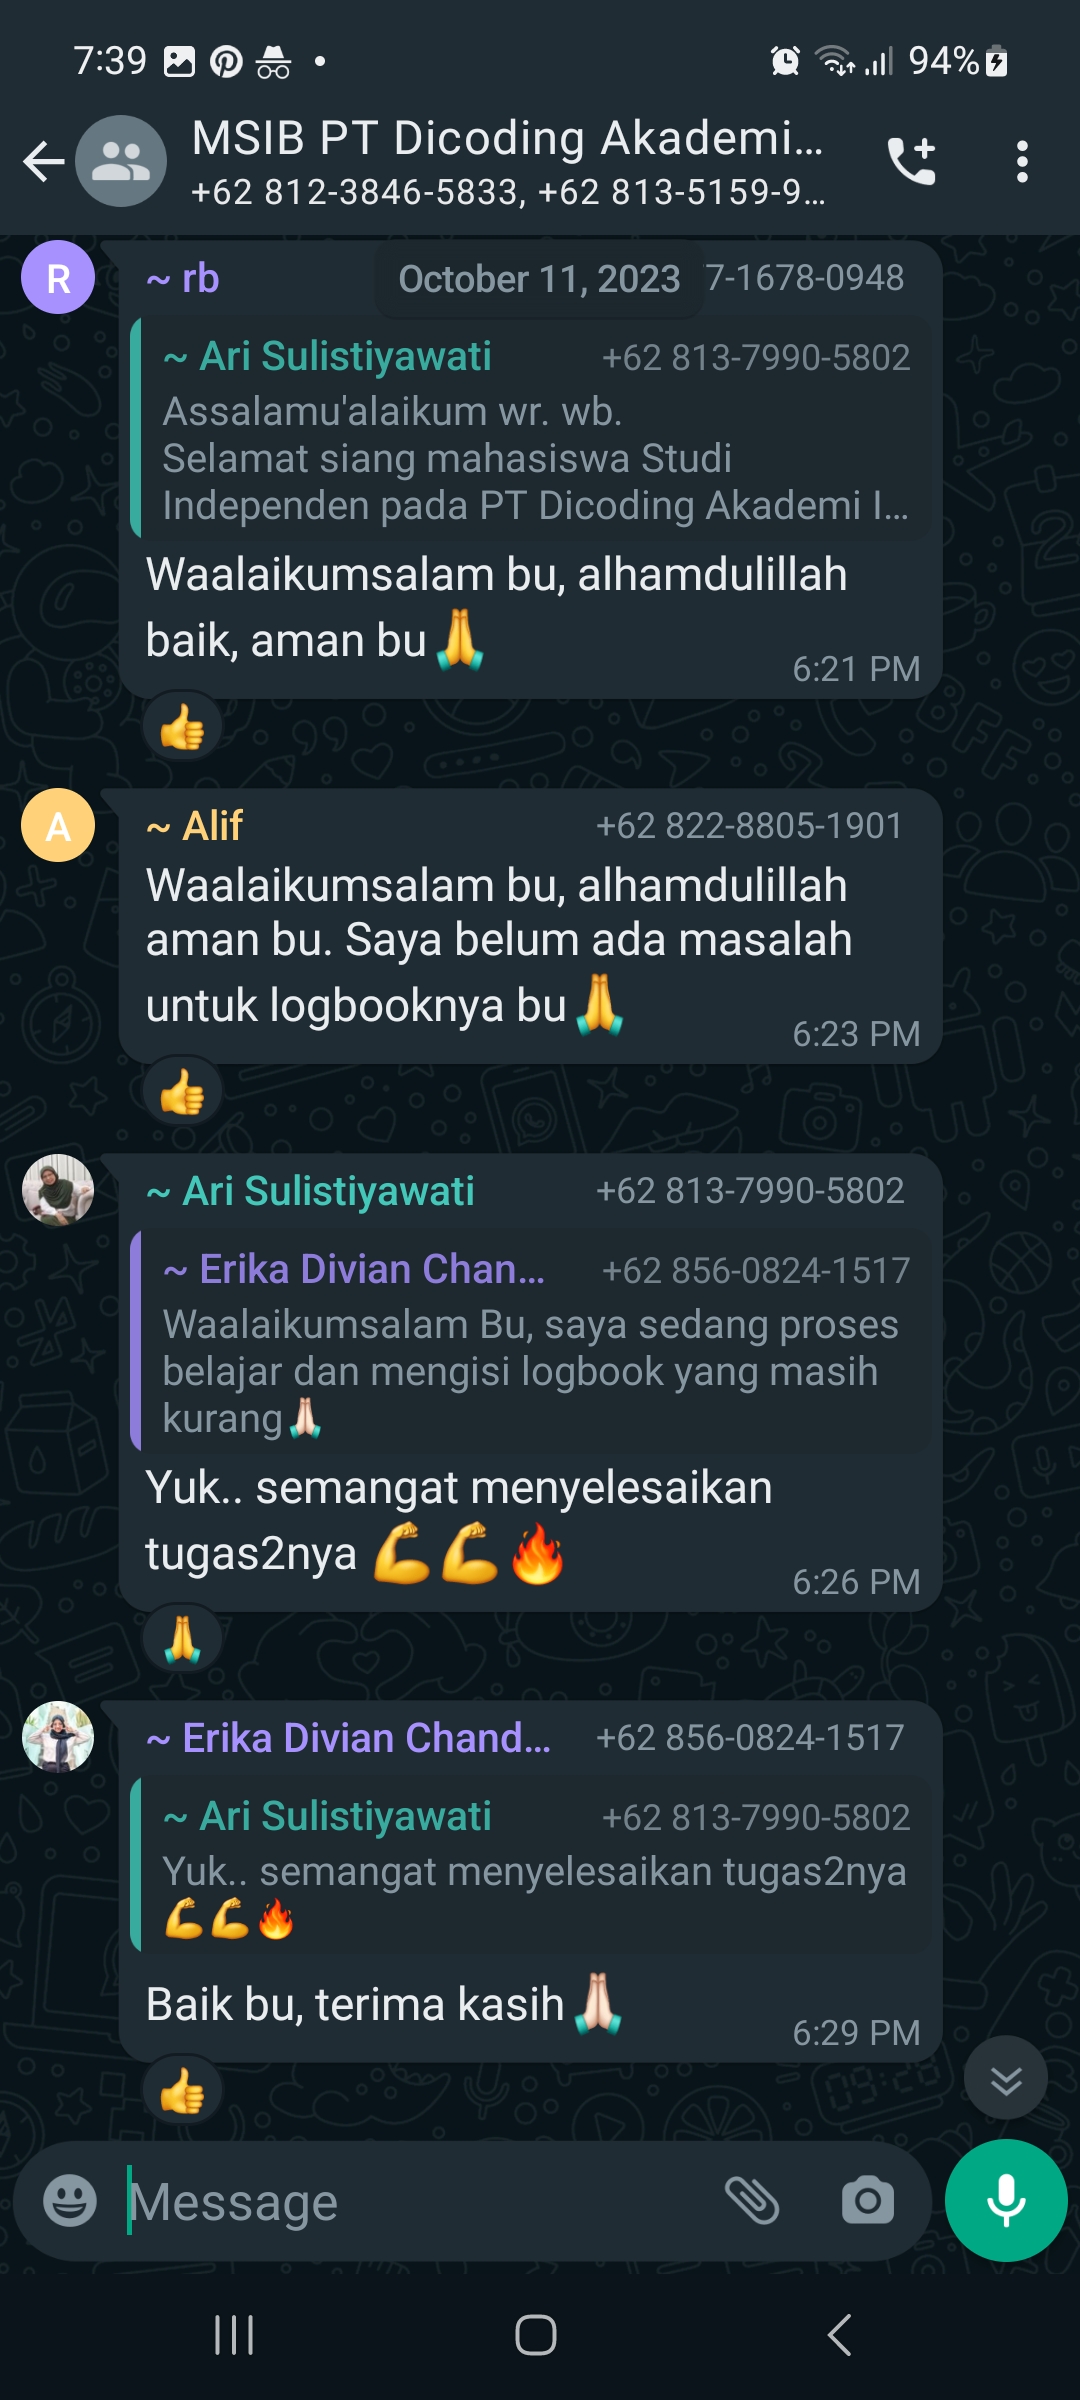 7:39
94%
MSIB PT Dicoding Akademi...
+62 812-3846-5833, +62 813-5159-9...
R
~ rb
October 11, 2023
7-1678-0948
~ Ari Sulistiyawati +62 813-7990-5802
Assalamu'alaikum wr. wb.
Selamat siang mahasiswa Studi
Independen pada PT Dicoding Akademi I...
Waalaikumsalam bu, alhamdulillah
baik, aman bu🙏
6:21 PM
👍
A
~ Alif +62 822-8805-1901
Waalaikumsalam bu, alhamdulillah
aman bu. Saya belum ada masalah
untuk logbooknya bu🙏
6:23 PM
👍
~ Ari Sulistiyawati +62 813-7990-5802
~ Erika Divian Chan... +62 856-0824-1517
Waalaikumsalam Bu, saya sedang proses
belajar dan mengisi logbook yang masih
kurang🙏🏻
Yuk.. semangat menyelesaikan
tugas2nya 💪💪🔥
6:26 PM
🙏
~ Erika Divian Chand... +62 856-0824-1517
~ Ari Sulistiyawati +62 813-7990-5802
Yuk.. semangat menyelesaikan tugas2nya
💪💪🔥
Baik bu, terima kasih🙏🏻
6:29 PM
👍
Message